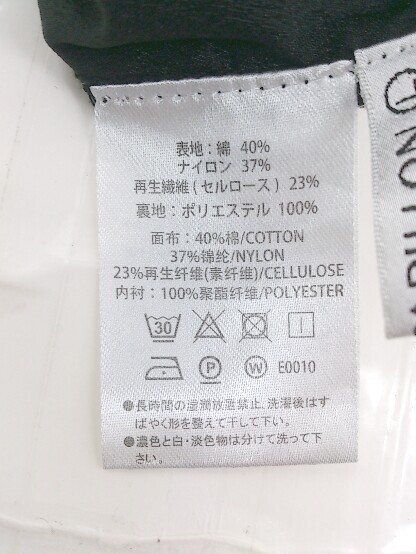 表地：綿 40%
ナイロン 37%
再生繊維（セルロース）23%
裏地：ポリエステル 100%
面布：40%棉/COTTON
37%锦纶/NYLON
23%再生纤维(素纤维)/CELLULOSE
内衬：100%聚酯纤维/POLYESTER
30
P W E0010
●長時間の湿潤放置禁止、洗濯後はす
ばやく形を整えて干して下さい。
●濃色と白・淡色物は分けて洗って下
さい。